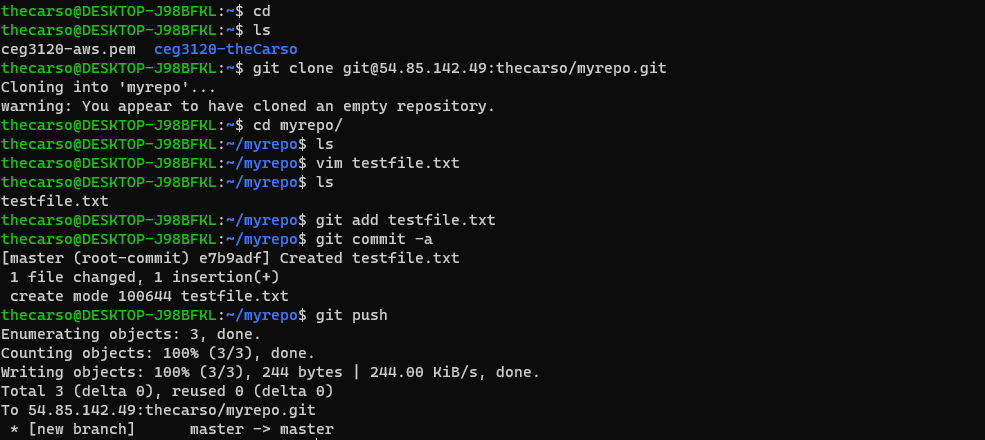 thecarso@DESKTOP-J98BFKL:~$ cd
thecarso@DESKTOP-J98BFKL:~$ ls
ceg3120-aws.pem  ceg3120-theCarso
thecarso@DESKTOP-J98BFKL:~$ git clone git@54.85.142.49:thecarso/myrepo.git
Cloning into 'myrepo'...
warning: You appear to have cloned an empty repository.
thecarso@DESKTOP-J98BFKL:~$ cd myrepo/
thecarso@DESKTOP-J98BFKL:~/myrepo$ ls
thecarso@DESKTOP-J98BFKL:~/myrepo$ vim testfile.txt
thecarso@DESKTOP-J98BFKL:~/myrepo$ ls
testfile.txt
thecarso@DESKTOP-J98BFKL:~/myrepo$ git add testfile.txt
thecarso@DESKTOP-J98BFKL:~/myrepo$ git commit -a
[master (root-commit) e7b9adf] Created testfile.txt
 1 file changed, 1 insertion(+)
 create mode 100644 testfile.txt
thecarso@DESKTOP-J98BFKL:~/myrepo$ git push
Enumerating objects: 3, done.
Counting objects: 100% (3/3), done.
Writing objects: 100% (3/3), 244 bytes | 244.00 KiB/s, done.
Total 3 (delta 0), reused 0 (delta 0)
To 54.85.142.49:thecarso/myrepo.git
 * [new branch]      master -> master